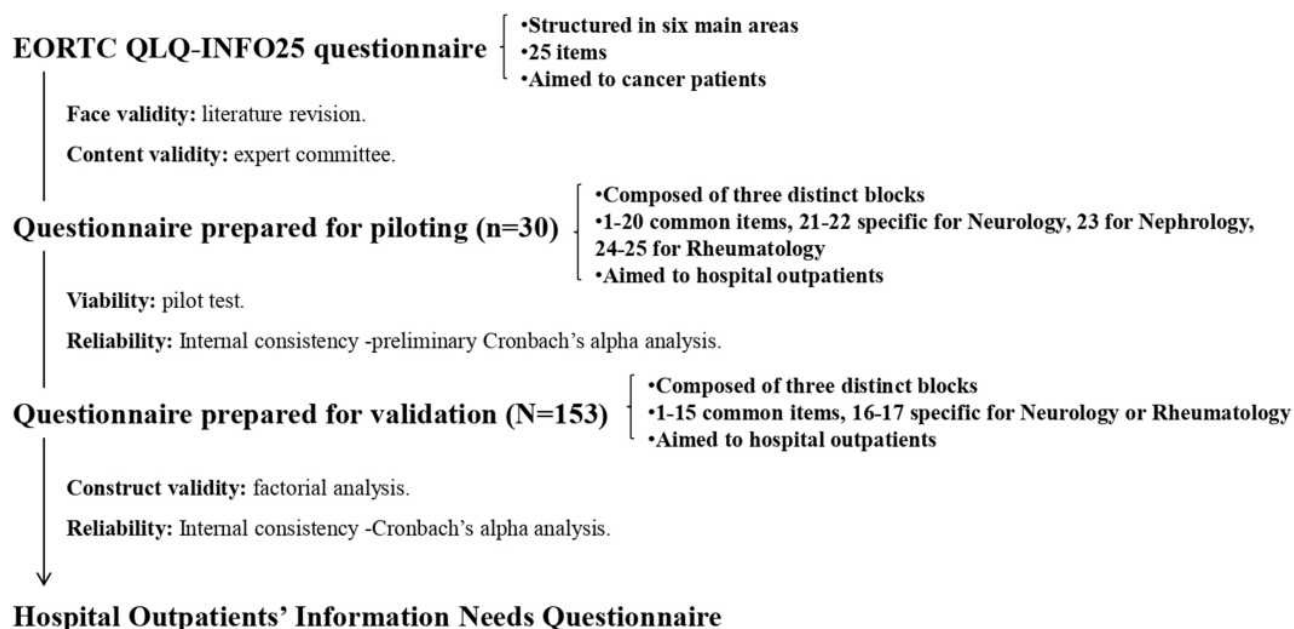 EORTC QLQ-INFO25 questionnaire
•Structured in six main areas
•25 items
•Aimed to cancer patients
Face validity: literature revision.
Content validity: expert committee.
Questionnaire prepared for piloting (n=30)
•Composed of three distinct blocks
•1-20 common items, 21-22 specific for Neurology, 23 for Nephrology,
24-25 for Rheumatology
•Aimed to hospital outpatients
Viability: pilot test.
Reliability: Internal consistency -preliminary Cronbach’s alpha analysis.
Questionnaire prepared for validation (N=153)
•Composed of three distinct blocks
•1-15 common items, 16-17 specific for Neurology or Rheumatology
•Aimed to hospital outpatients
Construct validity: factorial analysis.
Reliability: Internal consistency -Cronbach’s alpha analysis.
Hospital Outpatients’ Information Needs Questionnaire